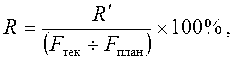 R = R′ / (Fтек ÷ Fплан) × 100%,